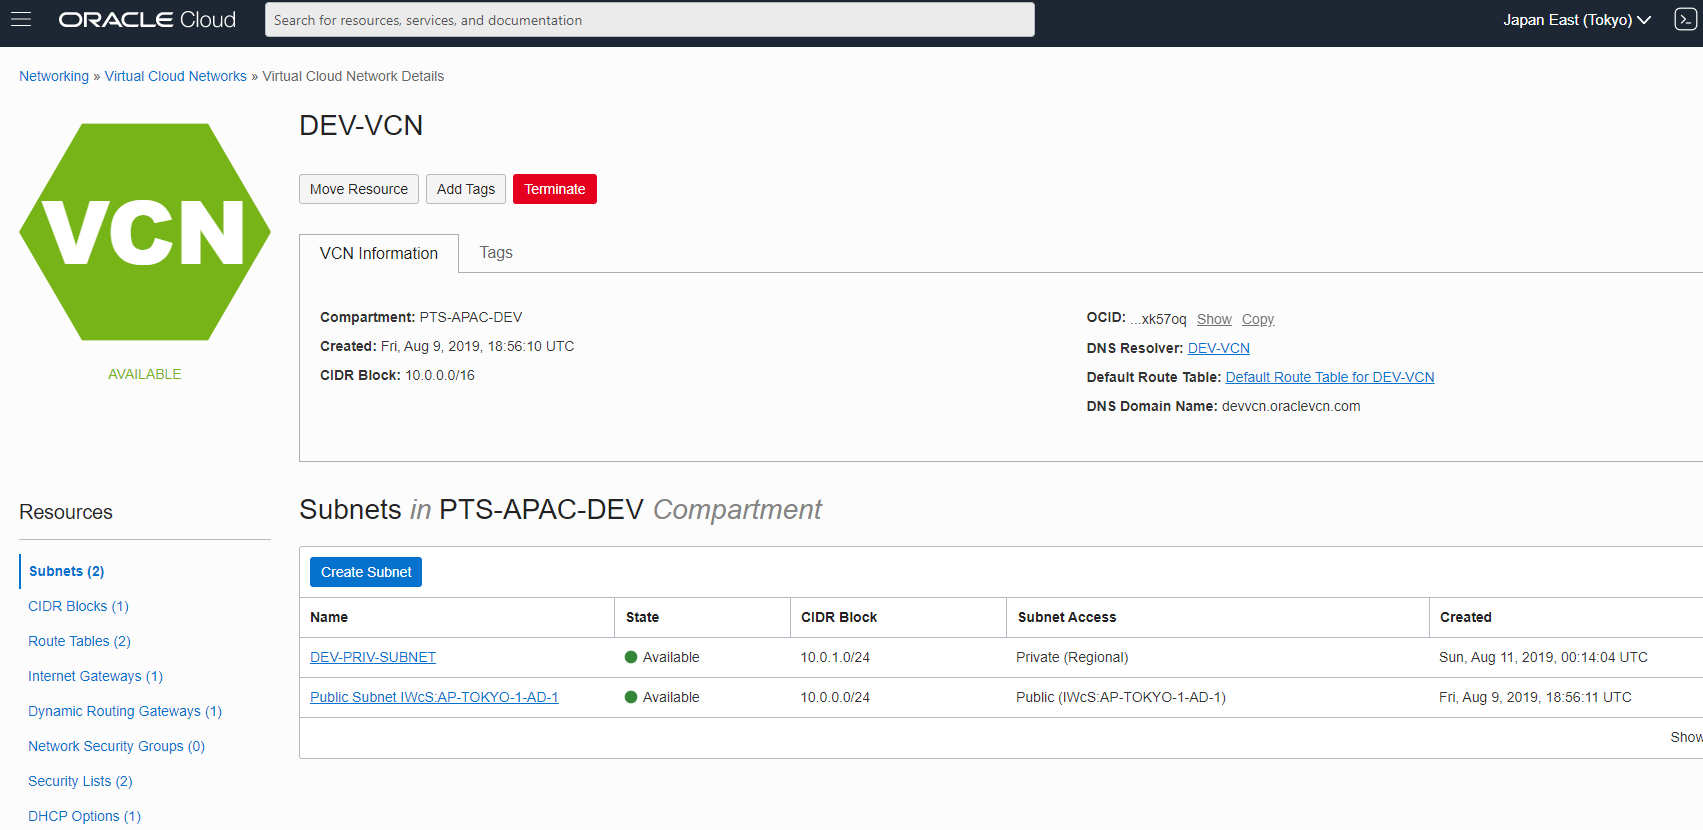 ORACLE Cloud
Search for resources, services, and documentation
Japan East (Tokyo)
Networking » Virtual Cloud Networks » Virtual Cloud Network Details
VCN
AVAILABLE
DEV-VCN
Move Resource Add Tags Terminate
VCN Information Tags
Compartment: PTS-APAC-DEV
Created: Fri, Aug 9, 2019, 18:56:10 UTC
CIDR Block: 10.0.0.0/16
OCID: ...xk57oq Show Copy
DNS Resolver: DEV-VCN
Default Route Table: Default Route Table for DEV-VCN
DNS Domain Name: devvcn.oraclevcn.com
Resources
Subnets (2)
CIDR Blocks (1)
Route Tables (2)
Internet Gateways (1)
Dynamic Routing Gateways (1)
Network Security Groups (0)
Security Lists (2)
DHCP Options (1)
Subnets in PTS-APAC-DEV Compartment
Create Subnet
Name State CIDR Block Subnet Access Created
DEV-PRIV-SUBNET Available 10.0.1.0/24 Private (Regional) Sun, Aug 11, 2019, 00:14:04 UTC
Public Subnet IWcS:AP-TOKYO-1-AD-1 Available 10.0.0.0/24 Public (IWcS:AP-TOKYO-1-AD-1) Fri, Aug 9, 2019, 18:56:11 UTC
Show